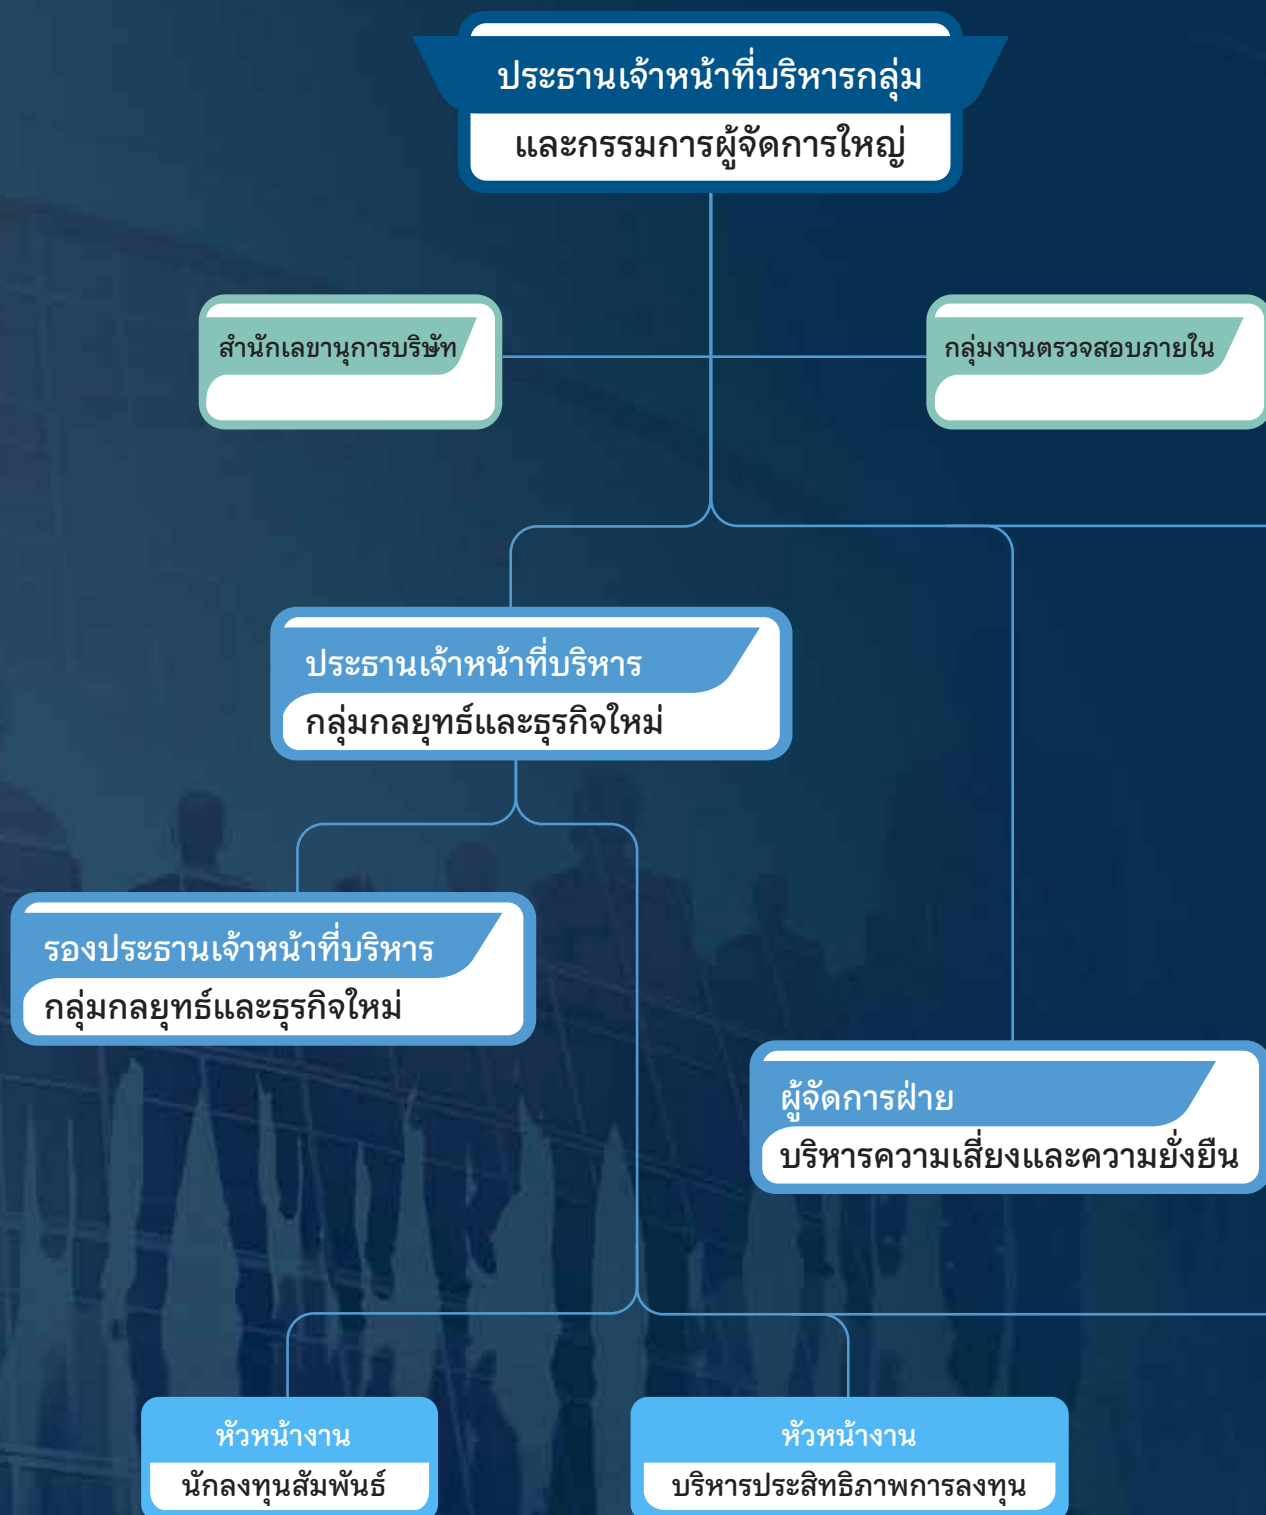 ประธานเจ้าหน้าที่บริหารกลุ่ม
และกรรมการผู้จัดการใหญ่
สำนักเลขานุการบริษัท
กลุ่มงานตรวจสอบภายใน
ประธานเจ้าหน้าที่บริหาร
กลุ่มกลยุทธ์และธุรกิจใหม่
รองประธานเจ้าหน้าที่บริหาร
กลุ่มกลยุทธ์และธุรกิจใหม่
ผู้จัดการฝ่าย
บริหารความเสี่ยงและความยั่งยืน
หัวหน้างาน
นักลงทุนสัมพันธ์
หัวหน้างาน
บริหารประสิทธิภาพการลงทุน